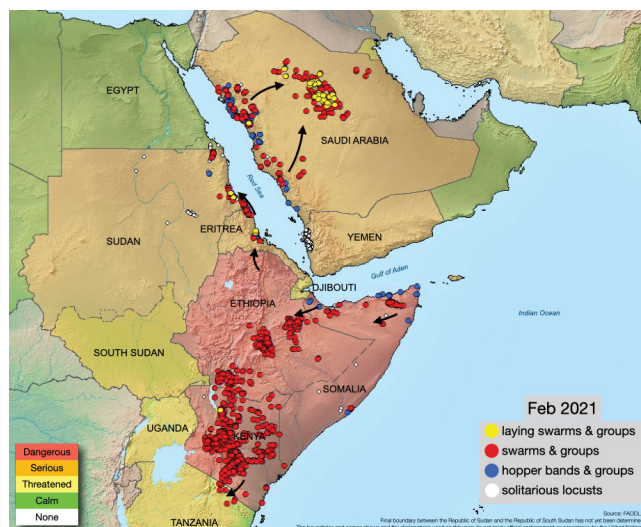 EGYPT
SAUDI ARABIA
Red Sea
SUDAN
ERITREA
YEMEN
DJIBOUTI
Gulf of Aden
ETHIOPIA
Indian Ocean
SOUTH SUDAN
SOMALIA
UGANDA
KENYA
TANZANIA
Feb 2021
laying swarms & groups
swarms & groups
hopper bands & groups
solitarious locusts
Dangerous
Serious
Threatened
Calm
None
Source: FAODL
Final boundary between the Republic of Sudan and the Republic of South Sudan has not yet been determined